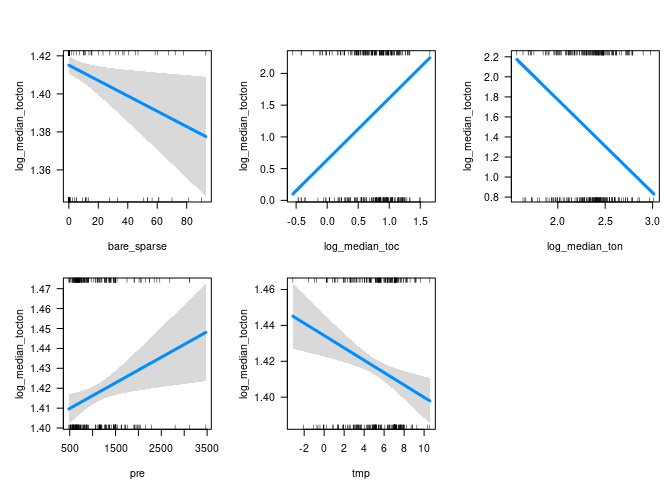 log_median_tocton
1.42
1.40
1.38
1.36
0 20 40 60 80
bare_sparse
log_median_tocton
2.0
1.5
1.0
0.5
0.0
-0.5 0.0 0.5 1.0 1.5
log_median_toc
log_median_tocton
2.2
2.0
1.8
1.6
1.4
1.2
1.0
0.8
2.0 2.5 3.0
log_median_ton
log_median_tocton
1.47
1.46
1.45
1.44
1.43
1.42
1.41
1.40
500 1500 2500 3500
pre
log_median_tocton
1.46
1.44
1.42
1.40
-2 0 2 4 6 8 10
tmp